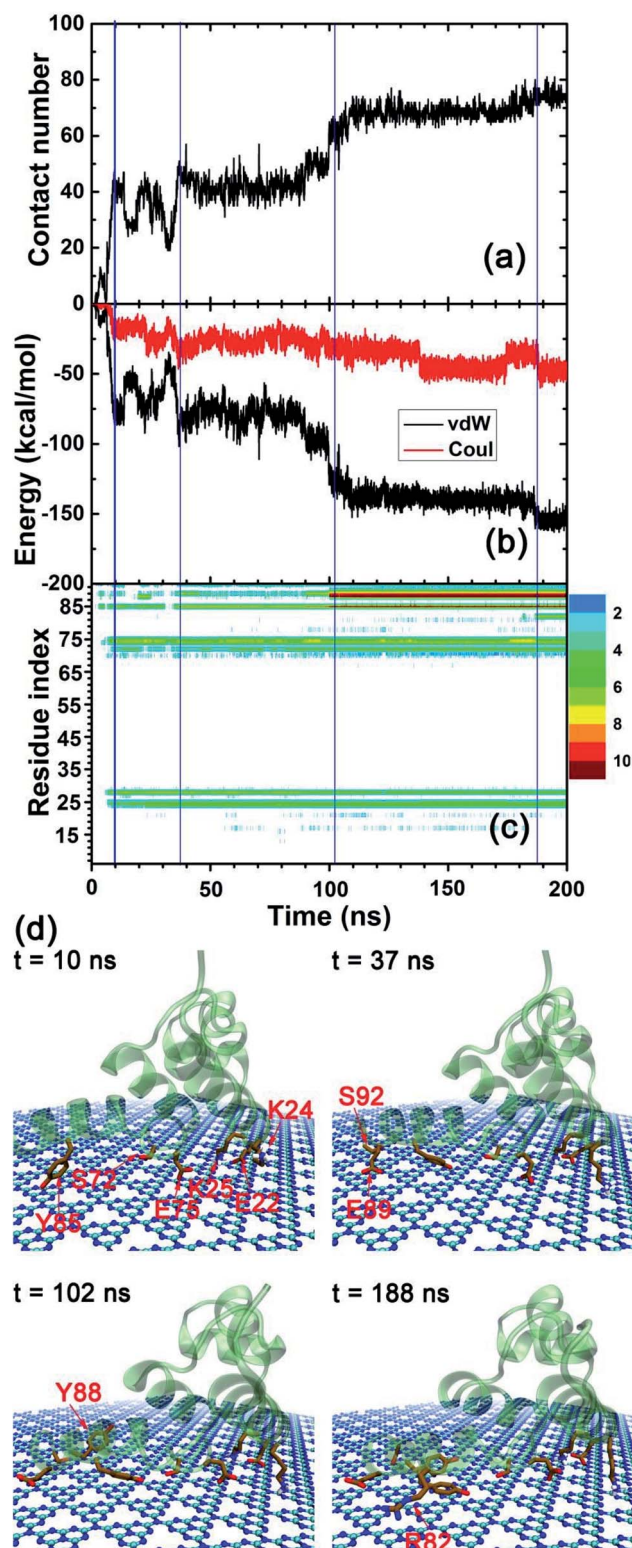 100
80
60
40
20
0
Contact number
(a)
0
-50
-100
-150
-200
Energy (kcal/mol)
vdW
Coul
(b)
85
75
65
55
45
35
25
15
Residue index
(c)
2
4
6
8
10
0 50 100 150 200
Time (ns)
(d)
t = 10 ns
K24
S72
Y85
E75
K25
E22
t = 37 ns
S92
E89
t = 102 ns
Y88
t = 188 ns
R82